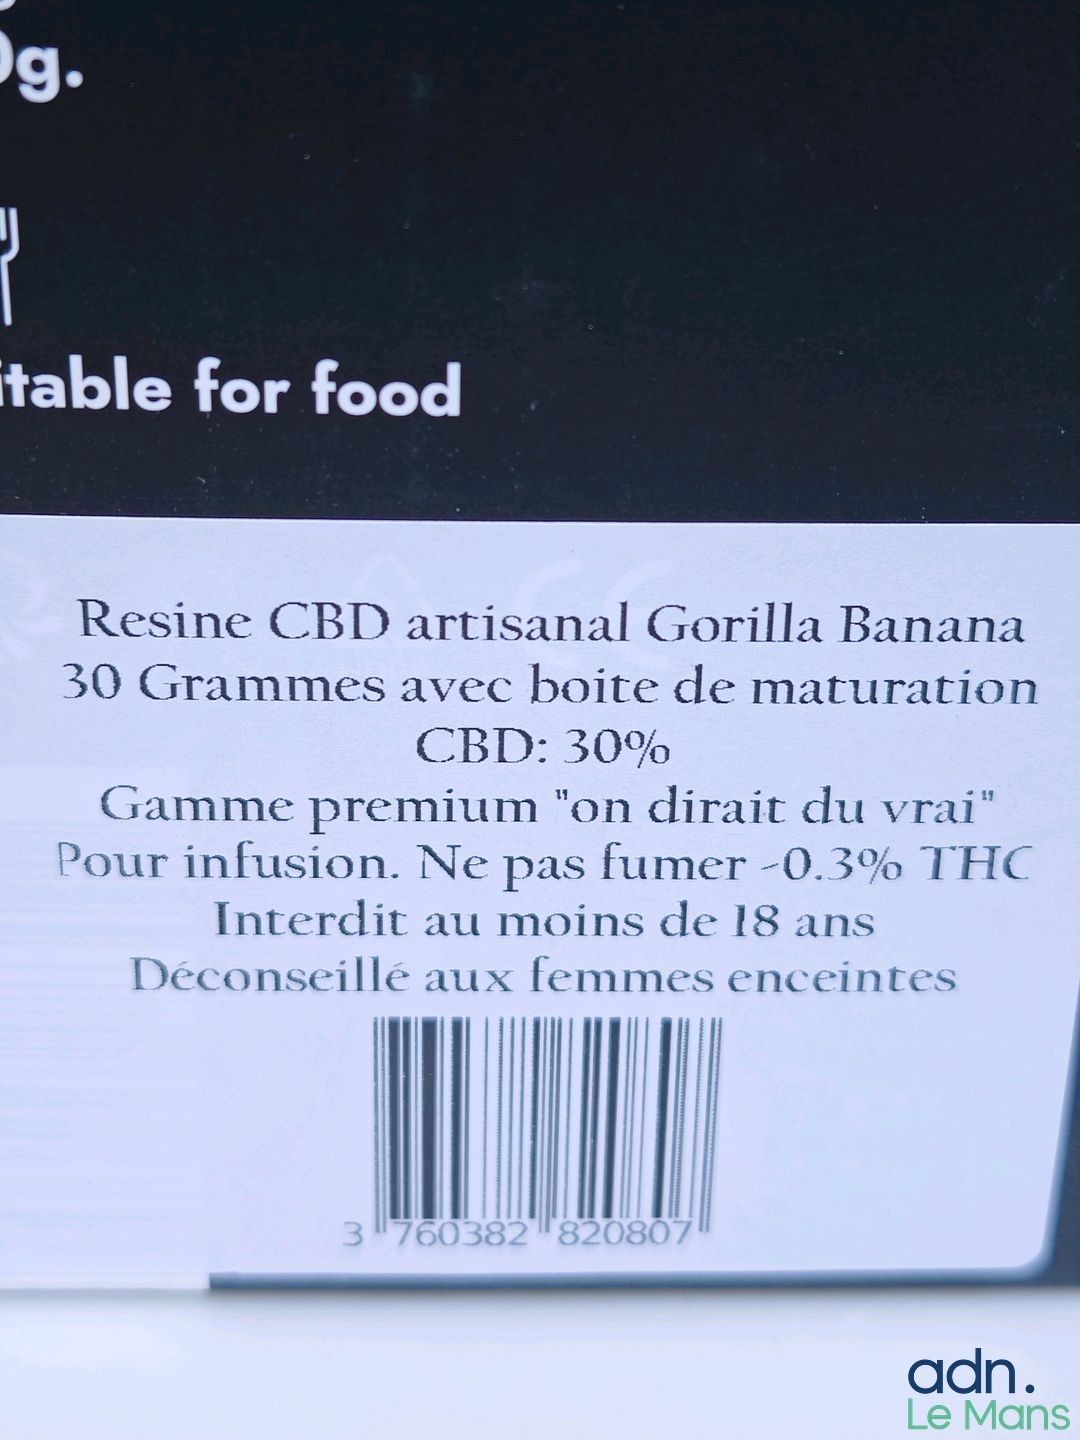 0g.
itable for food
Resine CBD artisanal Gorilla Banana
30 Grammes avec boite de maturation
CBD: 30%
Gamme premium "on dirait du vrai"
Pour infusion. Ne pas fumer -0.3% THC
Interdit au moins de 18 ans
Déconseillé aux femmes enceintes
3 760382 820807
adn.
Le Mans